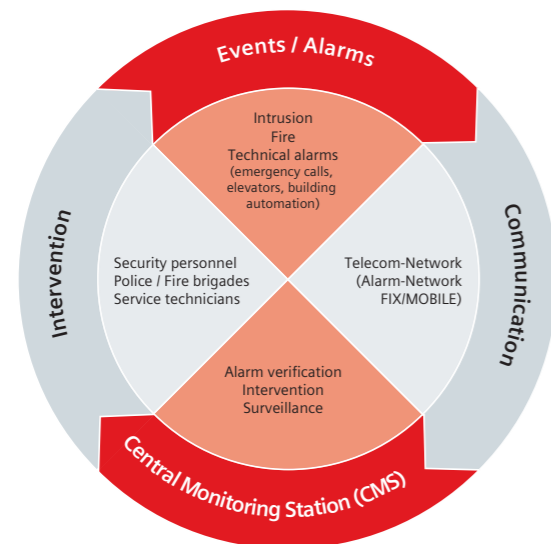 Events / Alarms
Intrusion
Fire
Technical alarms
(emergency calls,
elevators, building
automation)
Intervention
Security personnel
Police / Fire brigades
Service technicians
Telecom-Network
(Alarm-Network
FIX/MOBILE)
Communication
Alarm verification
Intervention
Surveillance
Central Monitoring Station (CMS)